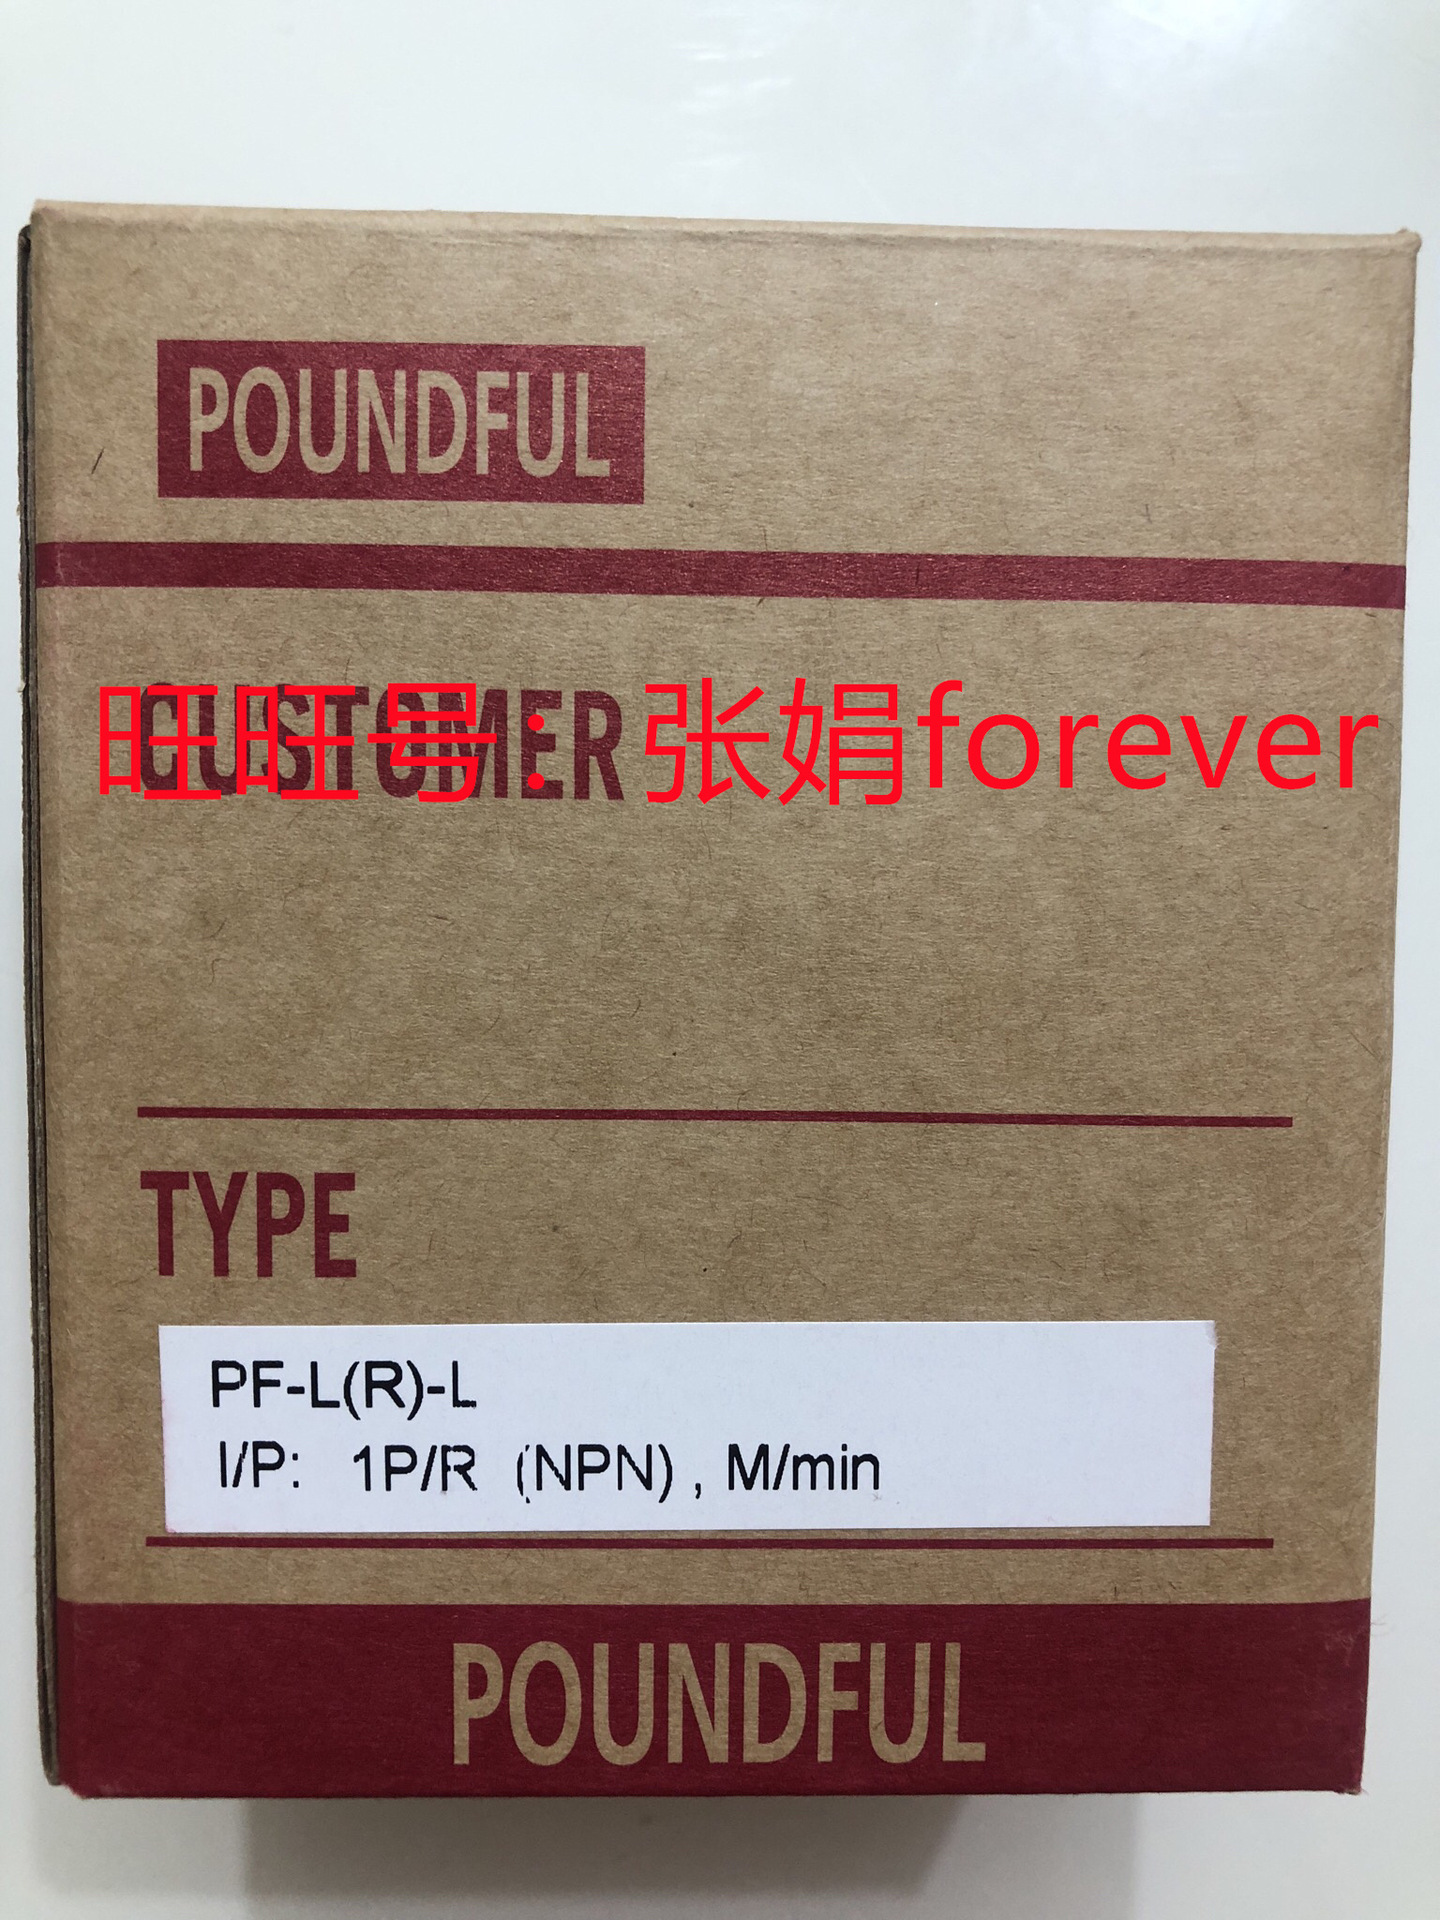 POUNDFUL
CUSTOMER
旺旺号：张娟forever
TYPE
PF-L(R)-L
I/P: 1P/R (NPN) , M/min
POUNDFUL